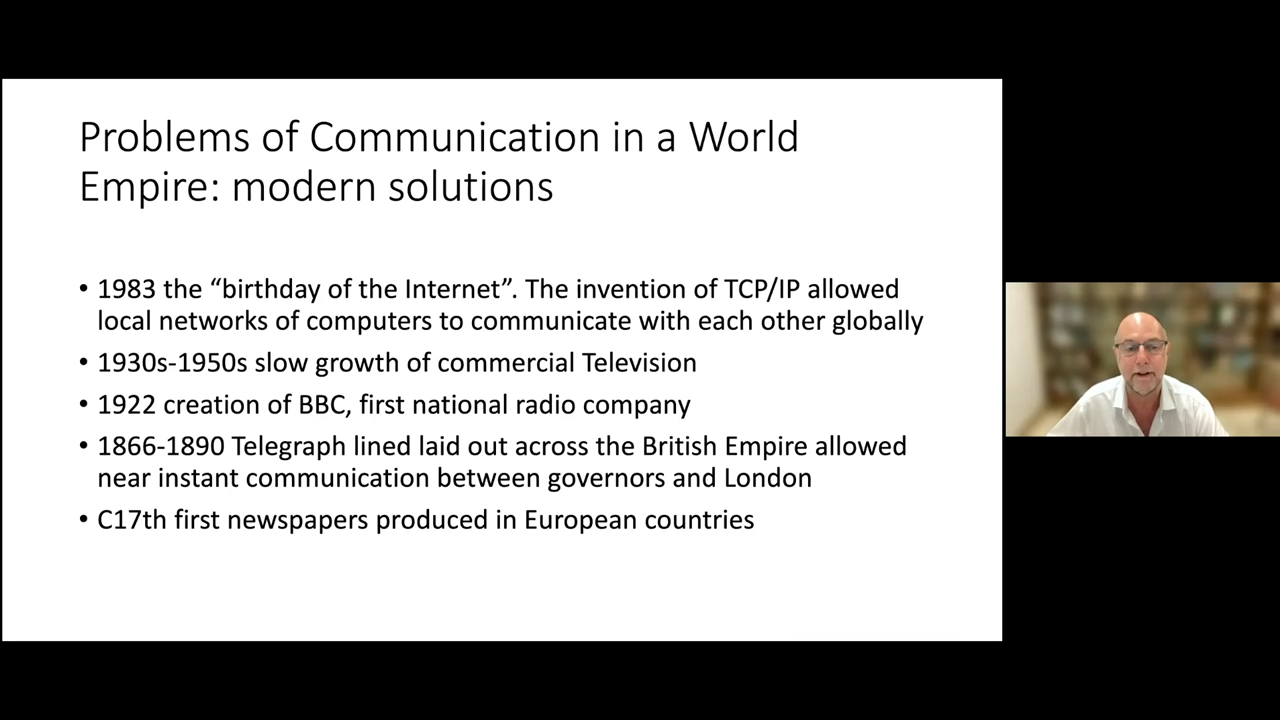 Problems of Communication in a World
Empire: modern solutions
• 1983 the “birthday of the Internet”. The invention of TCP/IP allowed
local networks of computers to communicate with each other globally
• 1930s-1950s slow growth of commercial Television
• 1922 creation of BBC, first national radio company
• 1866-1890 Telegraph lined laid out across the British Empire allowed
near instant communication between governors and London
• C17th first newspapers produced in European countries